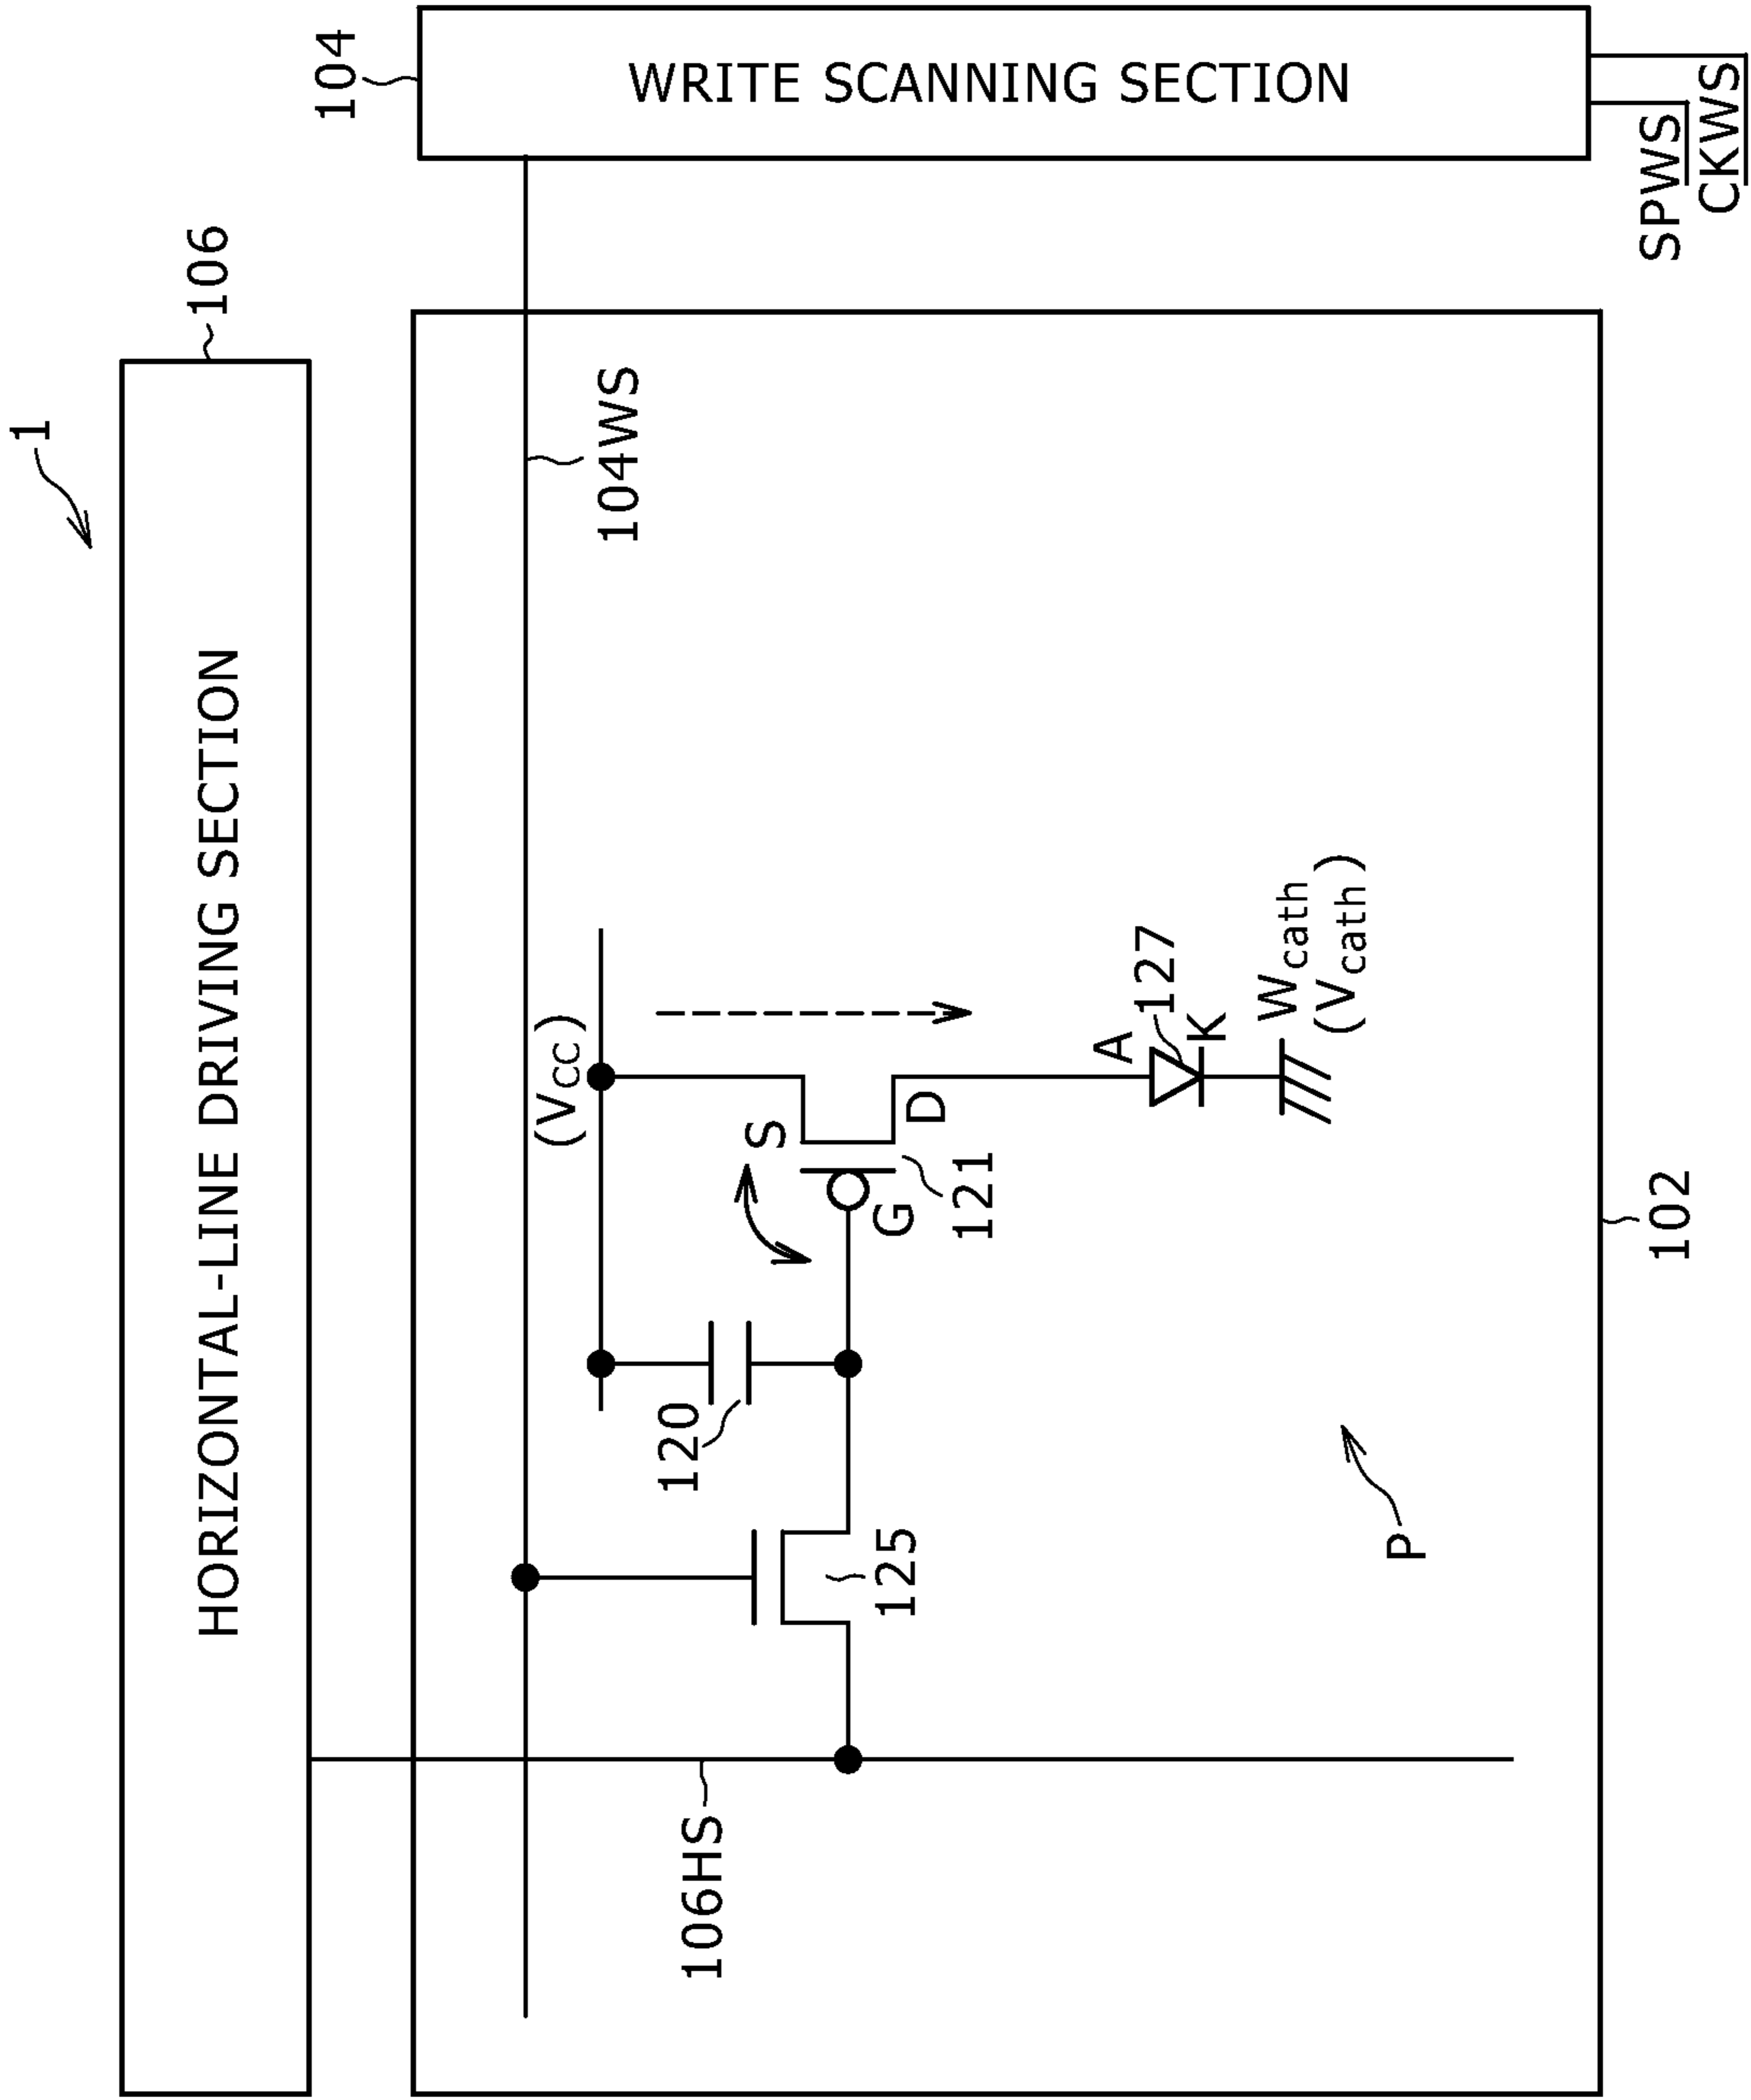 1
HORIZONTAL-LINE DRIVING SECTION
106
104
WRITE SCANNING SECTION
SPWS
CKWS
104WS
106HS
(VCC)
120
S
G
D
121
125
A
127
K
Wcath
(Vcath)
P
102